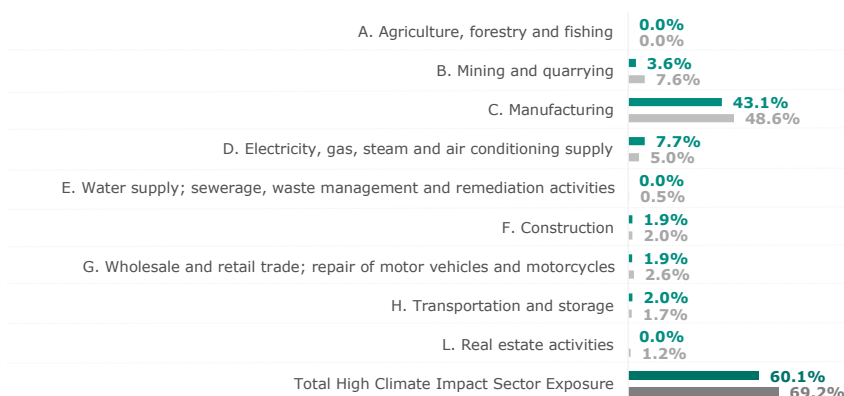 A. Agriculture, forestry and fishing
0.0%
0.0%
B. Mining and quarrying
3.6%
7.6%
C. Manufacturing
43.1%
48.6%
D. Electricity, gas, steam and air conditioning supply
7.7%
5.0%
E. Water supply; sewerage, waste management and remediation activities
0.0%
0.5%
F. Construction
1.9%
2.0%
G. Wholesale and retail trade; repair of motor vehicles and motorcycles
1.9%
2.6%
H. Transportation and storage
2.0%
1.7%
L. Real estate activities
0.0%
1.2%
Total High Climate Impact Sector Exposure
60.1%
69.2%